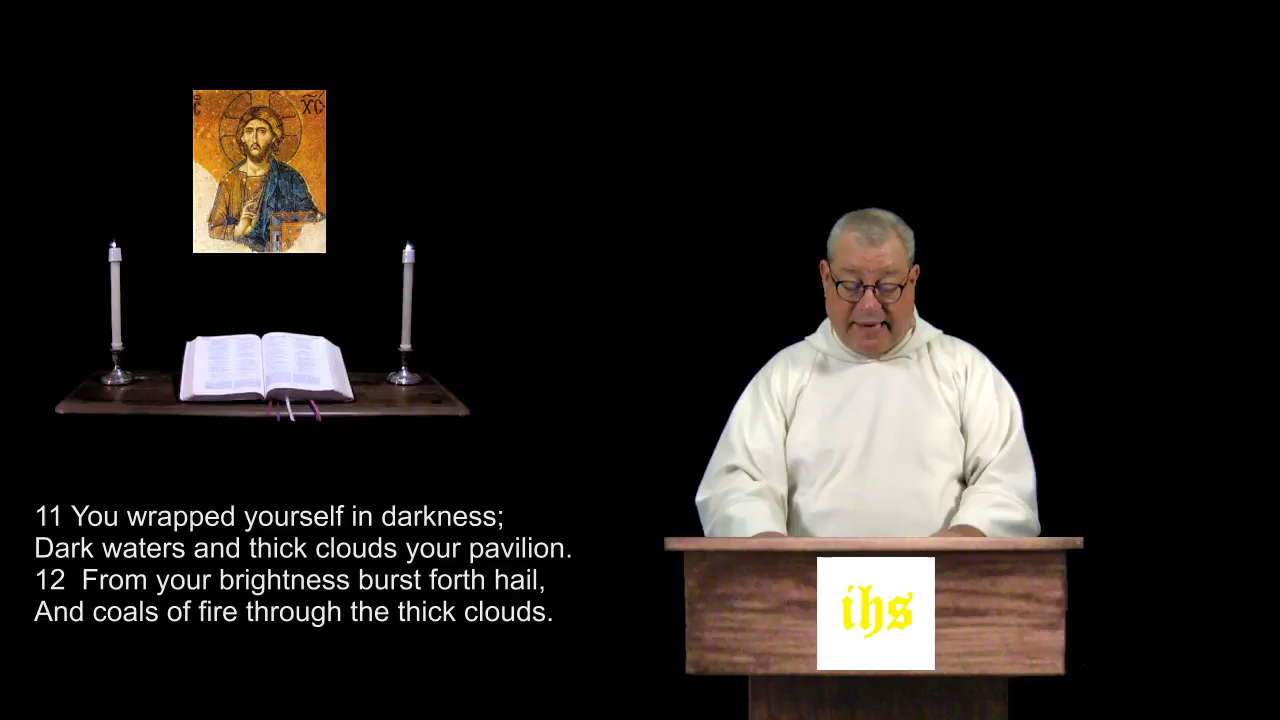 XC
11 You wrapped yourself in darkness;
Dark waters and thick clouds your pavilion.
12 From your brightness burst forth hail,
And coals of fire through the thick clouds.
ihs